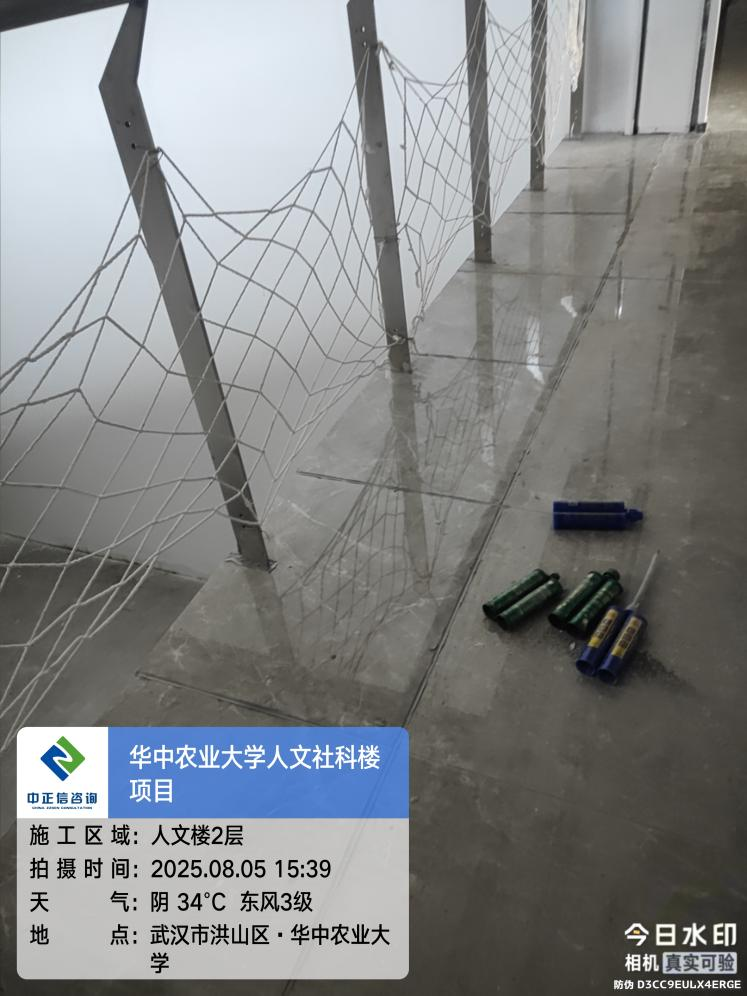 华中农业大学人文社科楼
项目
中正信咨询
施工区域：人文楼2层
拍摄时间：2025.08.05 15:39
天气：阴 34℃ 东风3级
地点：武汉市洪山区·华中农业大
学
今日水印
相机 真实可验
防伪 D3CC9EULX4ERGE